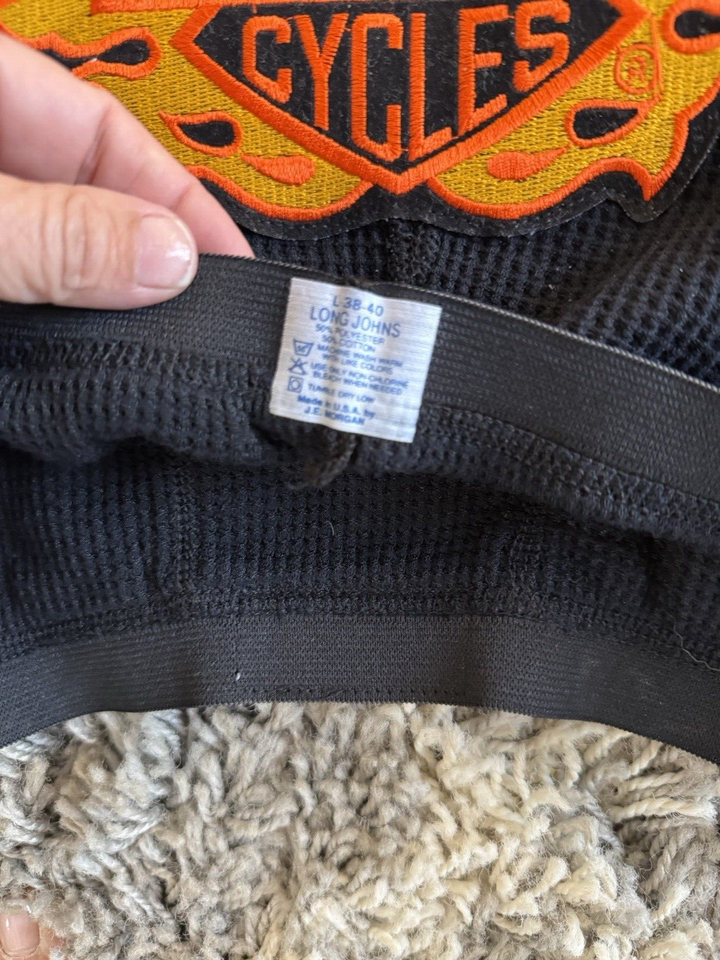 CYCLES
®
L 38-40
LONG JOHNS
50% POLYESTER
50% COTTON
MACHINE WASH WARM
WITH LIKE COLORS
USE ONLY NON-CHLORINE
BLEACH WHEN NEEDED
TUMBLE DRY LOW
Made in U.S.A. by
J.E. MORGAN